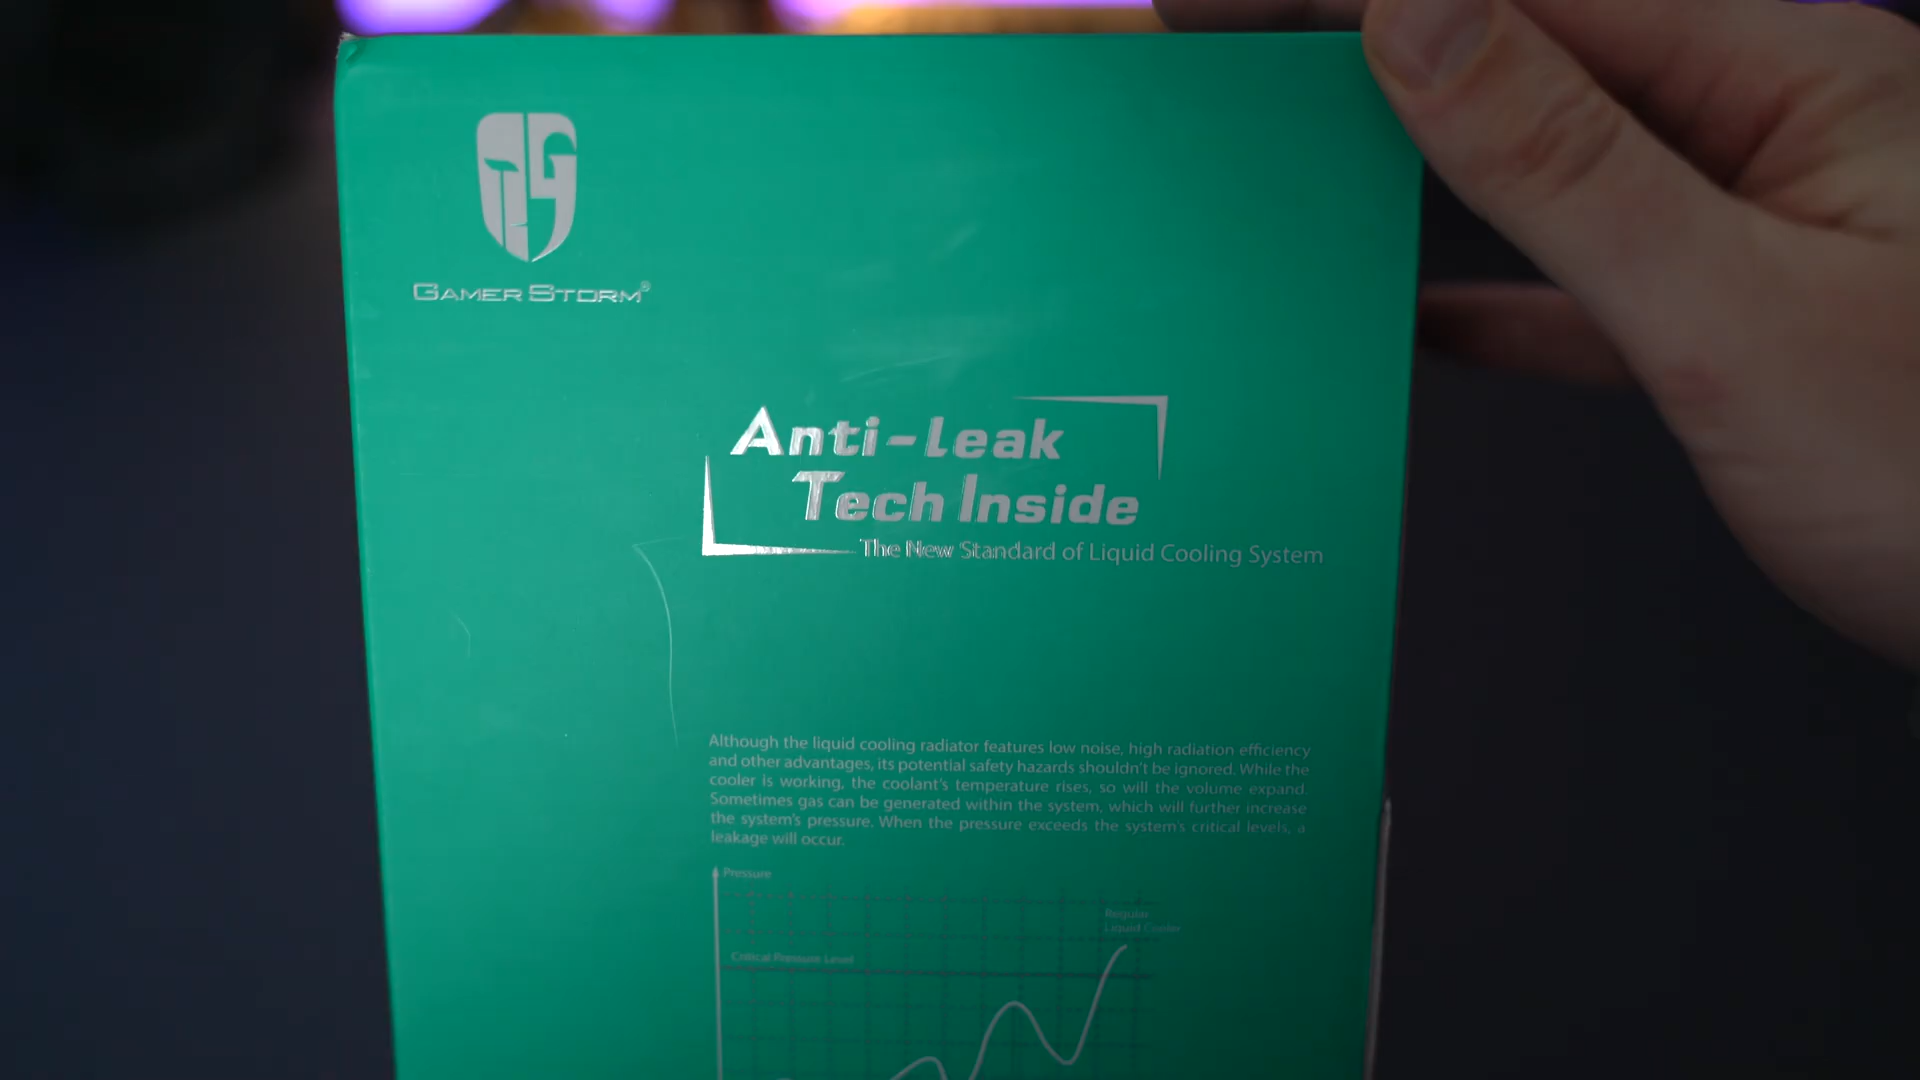 GAMER STORM®
Anti-Leak
Tech Inside
The New Standard of Liquid Cooling System
Although the liquid cooling radiator features low noise, high radiation efficiency
and other advantages, its potential safety hazards shouldn't be ignored. While the
cooler is working, the coolant's temperature rises, so will the volume expand.
Sometimes gas can be generated within the system, which will further increase
the system's pressure. When the pressure exceeds the system's critical levels, a
leakage will occur.
Pressure
Regular
Liquid Cooler
Critical Pressure Level